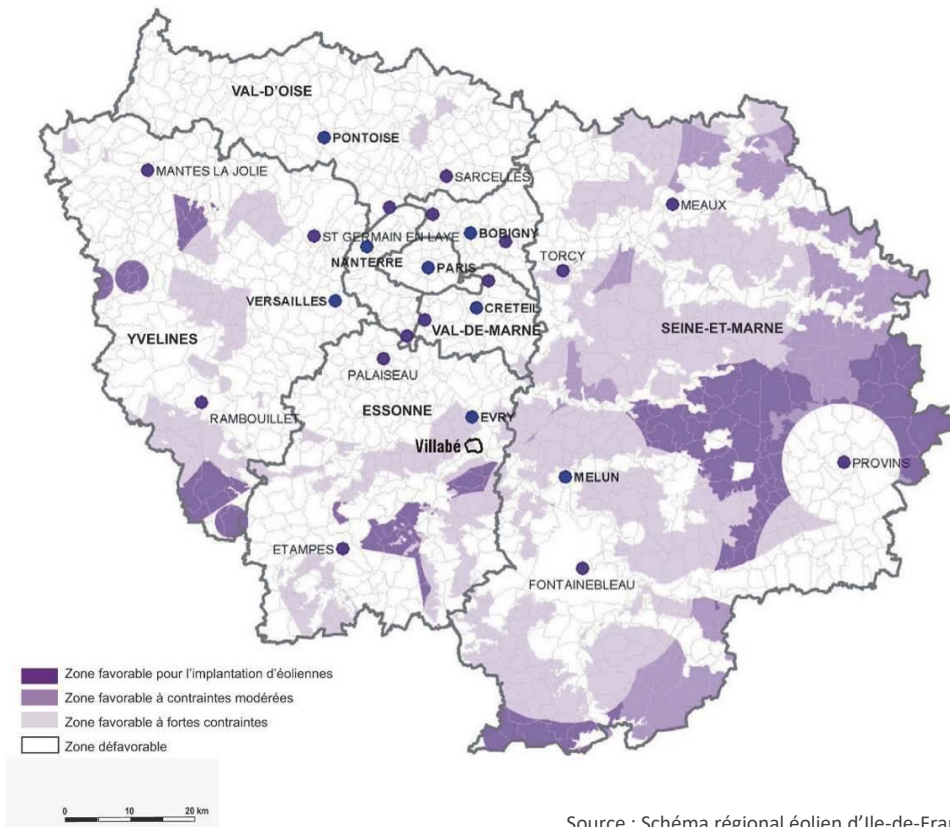 VAL-D'OISE
PONTOISE
MANTES LA JOLIE
SARCELLES
MEAUX
ST GERMAIN EN LAYE
BOBIGNY
NANTERRE
PARIS
TORCY
VERSAILLES
CRETEIL
VAL-DE-MARNE
SEINE-ET-MARNE
YVELINES
PALAISEAU
RAMBOUILLET
ESSONNE
EVRY
Villabé
PROVINS
MELUN
ETAMPES
FONTAINEBLEAU
Zone favorable pour l'implantation d'éoliennes
Zone favorable à contraintes modérées
Zone favorable à fortes contraintes
Zone défavorable
0 10 20 km
Source : Schéma régional éolien d'Ile-de-Fra